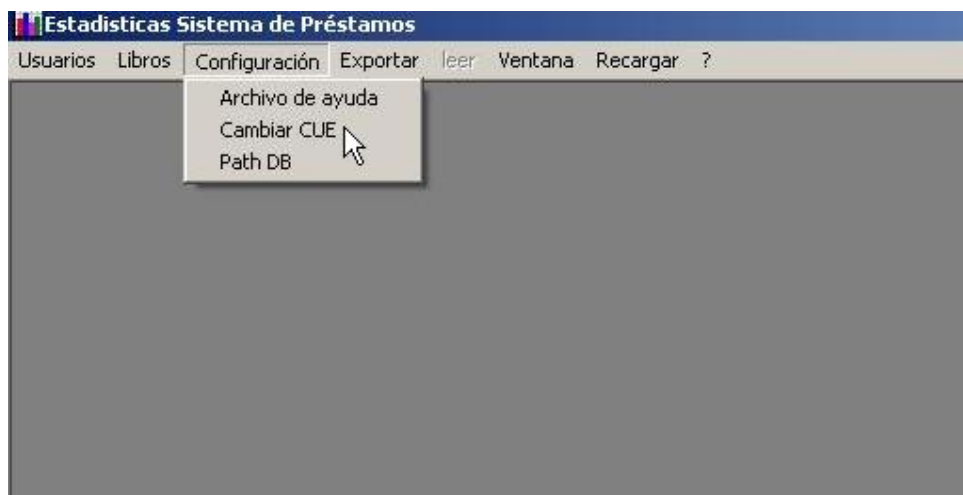 Estadisticas Sistema de Préstamos
Usuarios Libros Configuración Exportar leer Ventana Recargar ?
Archivo de ayuda
Cambiar CUE
Path DB